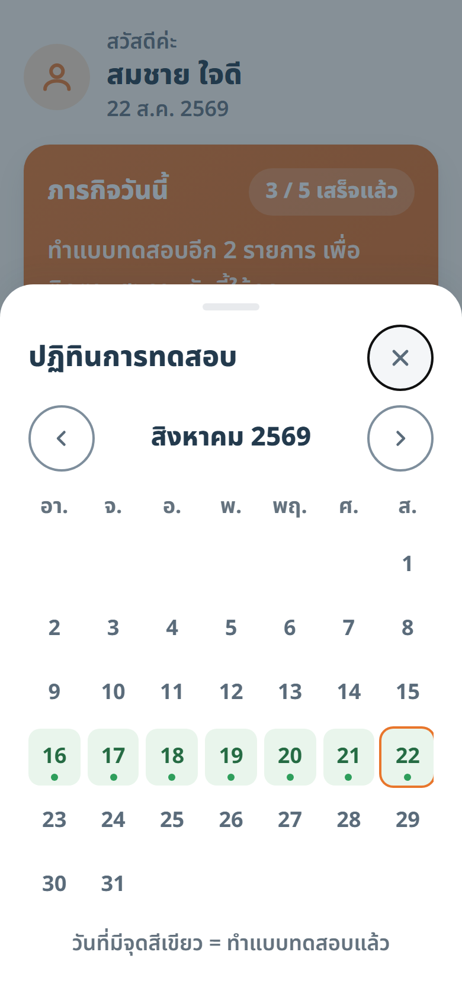 สวัสดีค่ะ
สมชาย ใจดี
22 ส.ค. 2569
ภารกิจวันนี้
3 / 5 เสร็จแล้ว
ทำแบบทดสอบอีก 2 รายการ เพื่อ
ปฏิทินการทดสอบ
สิงหาคม 2569
อา. จ. อ. พ. พฤ. ศ. ส.
1
2 3 4 5 6 7 8
9 10 11 12 13 14 15
16 17 18 19 20 21 22
23 24 25 26 27 28 29
30 31
วันที่มีจุดสีเขียว = ทำแบบทดสอบแล้ว